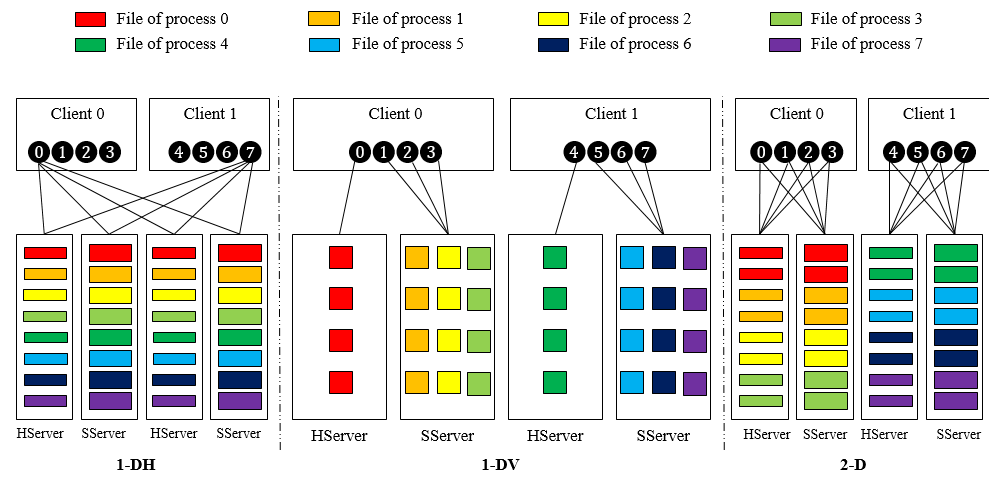 File of process 0 File of process 1 File of process 2 File of process 3
File of process 4 File of process 5 File of process 6 File of process 7
Client 0 Client 1 Client 0 Client 1 Client 0 Client 1
0 1 2 3 4 5 6 7 0 1 2 3 4 5 6 7 0 1 2 3 4 5 6 7
HServer SServer HServer SServer HServer SServer HServer SServer HServer SServer HServer SServer
1-DH 1-DV 2-D